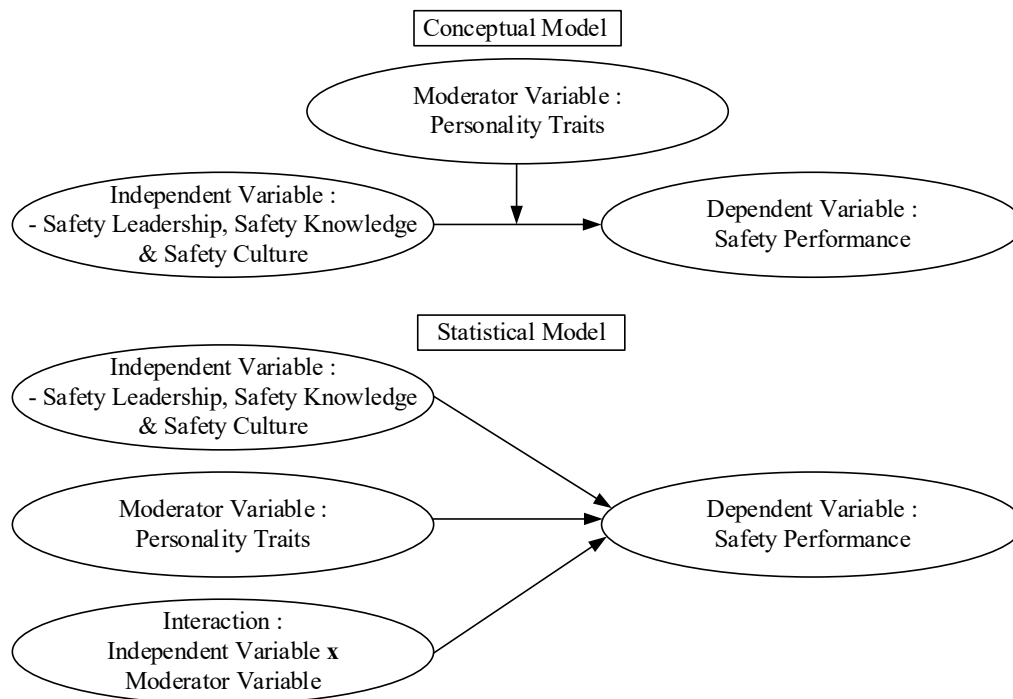 Conceptual Model
Moderator Variable :
Personality Traits
Independent Variable :
- Safety Leadership, Safety Knowledge
& Safety Culture
Dependent Variable :
Safety Performance
Statistical Model
Independent Variable :
- Safety Leadership, Safety Knowledge
& Safety Culture
Moderator Variable :
Personality Traits
Dependent Variable :
Safety Performance
Interaction :
Independent Variable x
Moderator Variable